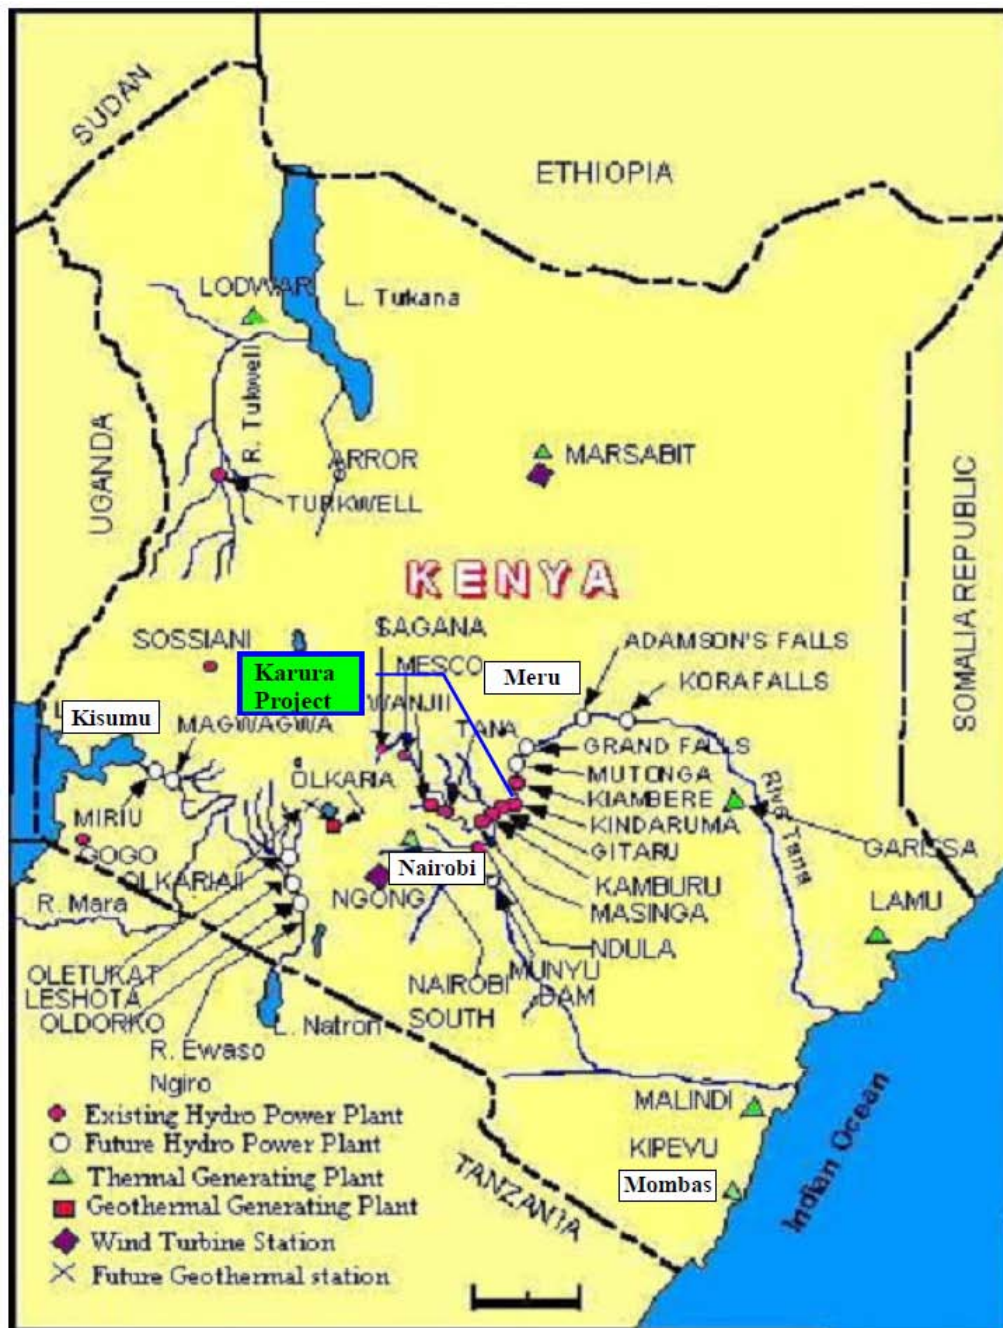 SUDAN
ETHIOPIA
LODWAR
L. Tukana
R. Tukwell
UGANDA
ARROR
MARSABIT
TURKWELL
SOMALIA REPUBLIC
KENYA
SAGANA
ADAMSON'S FALLS
SOSSIANI
MESCO
Karura
Project
Meru
KORAFALLS
WANJII
Kisumu
MAGWAGWA
TANA
GRAND FALLS
OLKARIA
MUTONGA
KIAMBERE
River Tana
MIRIU
KINDARUMA
GOGO
GITARU
GARISSA
Nairobi
OLKARIAII
KAMBURU
NGONG
R. Mara
MASINGA
LAMU
NDULA
OLETUKAT
MUNYU
DAM
LESHOTA
NAIROBI
SOUTH
OLDORKO
L. Natron
R. Ewaso
Ngiro
MALINDI
Indian Ocean
KIPEVU
Mombas
TANZANIA
Existing Hydro Power Plant
Future Hydro Power Plant
Thermal Generating Plant
Geothermal Generating Plant
Wind Turbine Station
Future Geothermal station